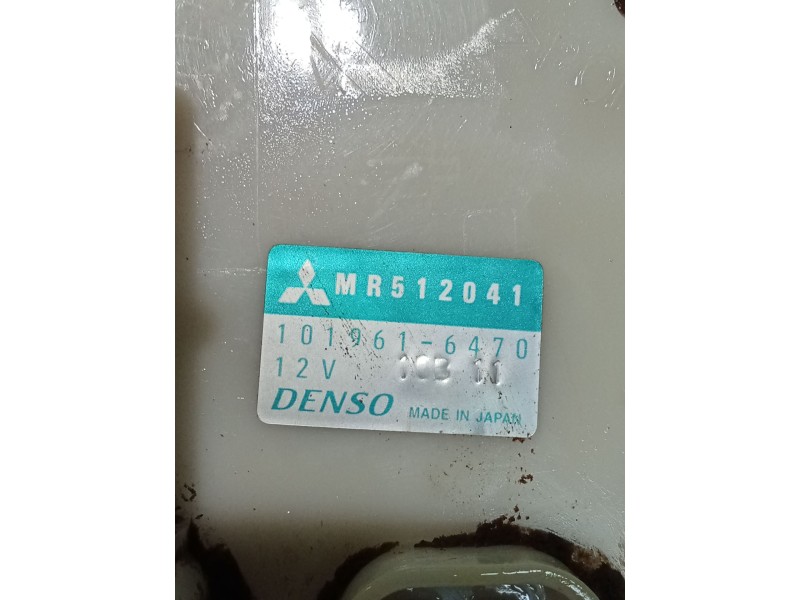 MR512041
101961-6470
12V
DENSO MADE IN JAPAN